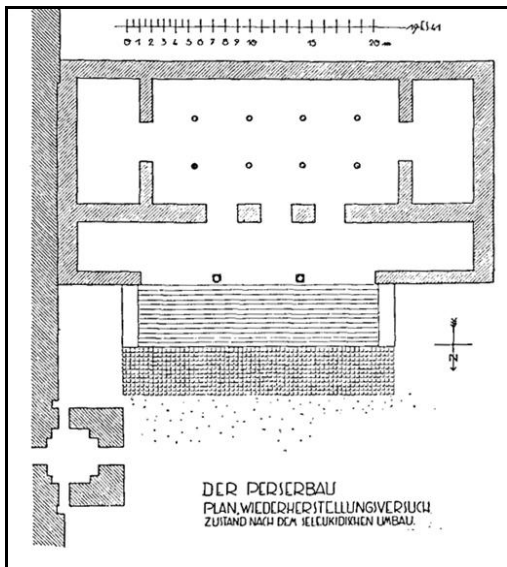 0 1 2 3 4 5 6 7 8 9 10 15 20 m
N
DER PERSERBAU
PLAN, WIEDERHERSTELLUNGSVERSUCH
ZUSTAND NACH DEM SELEUKIDISCHEN UMBAU.